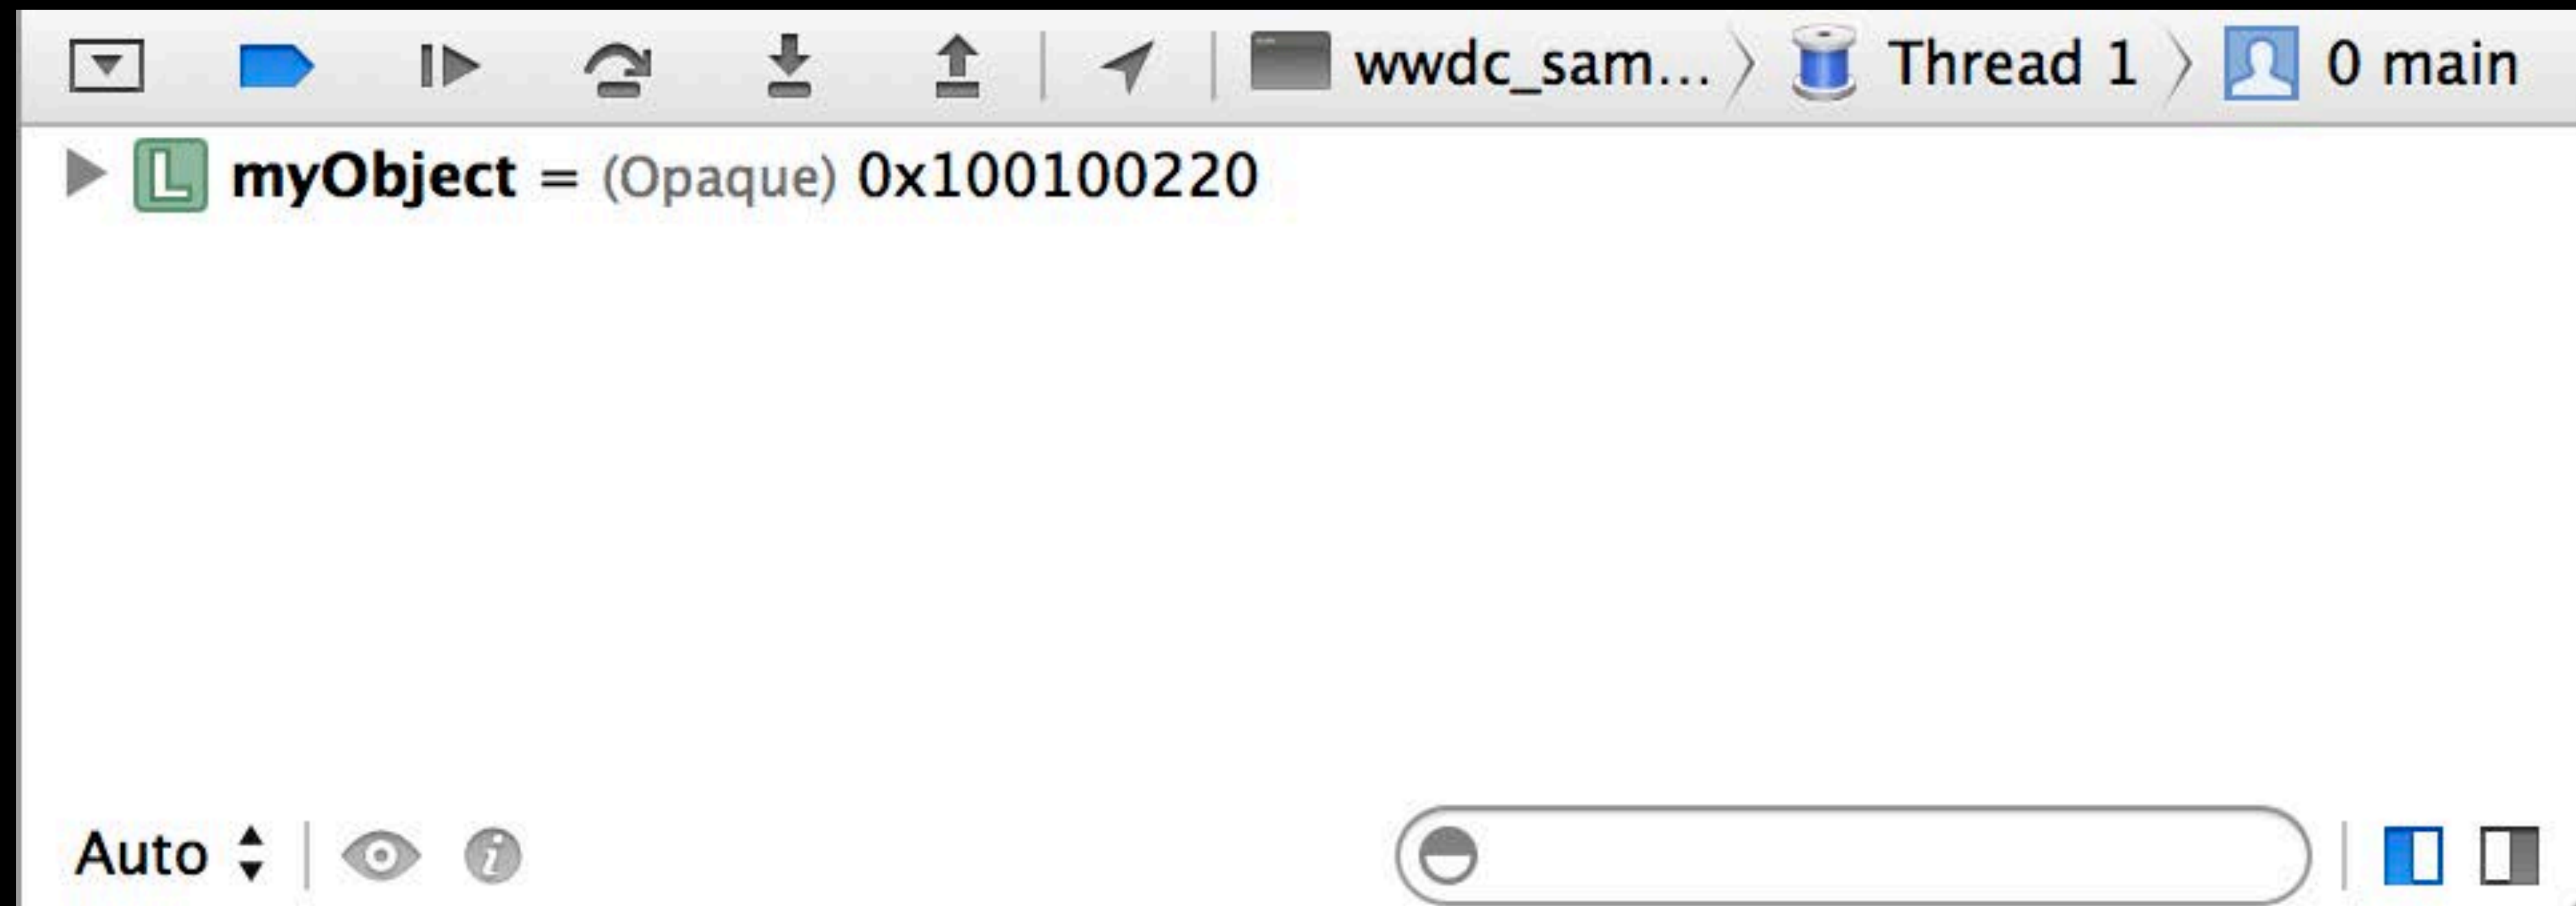 wwdc_sam... Thread 1 0 main
L myObject = (Opaque) 0x100100220
Auto